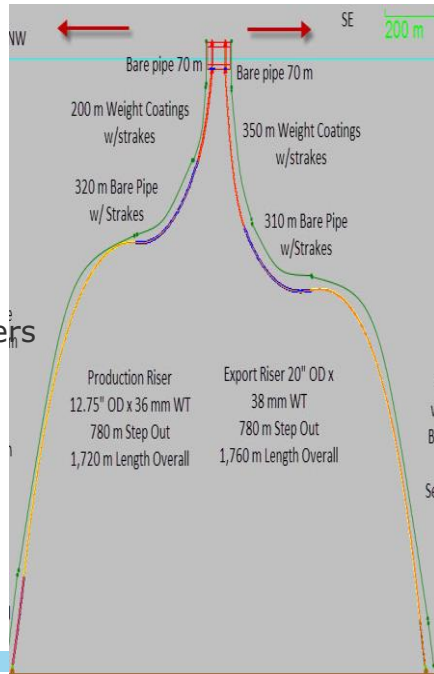 NW
SE
200 m
Bare pipe 70 m
Bare pipe 70 m
200 m Weight Coatings
w/strakes
350 m Weight Coatings
w/strakes
320 m Bare Pipe
w/ Strakes
310 m Bare Pipe
w/Strakes
Production Riser
12.75" OD x 36 mm WT
780 m Step Out
1,720 m Length Overall
Export Riser 20" OD x
38 mm WT
780 m Step Out
1,760 m Length Overall